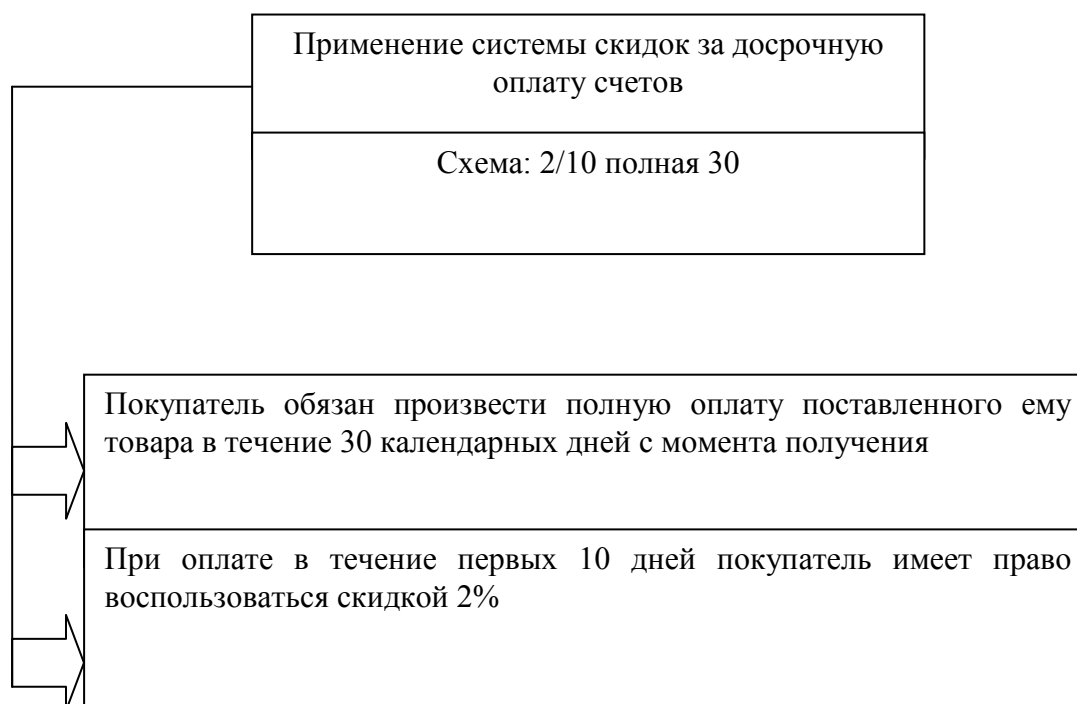 Применение системы скидок за досрочную
оплату счетов
Схема: 2/10 полная 30
Покупатель обязан произвести полную оплату поставленного ему
товара в течение 30 календарных дней с момента получения
При оплате в течение первых 10 дней покупатель имеет право
воспользоваться скидкой 2%